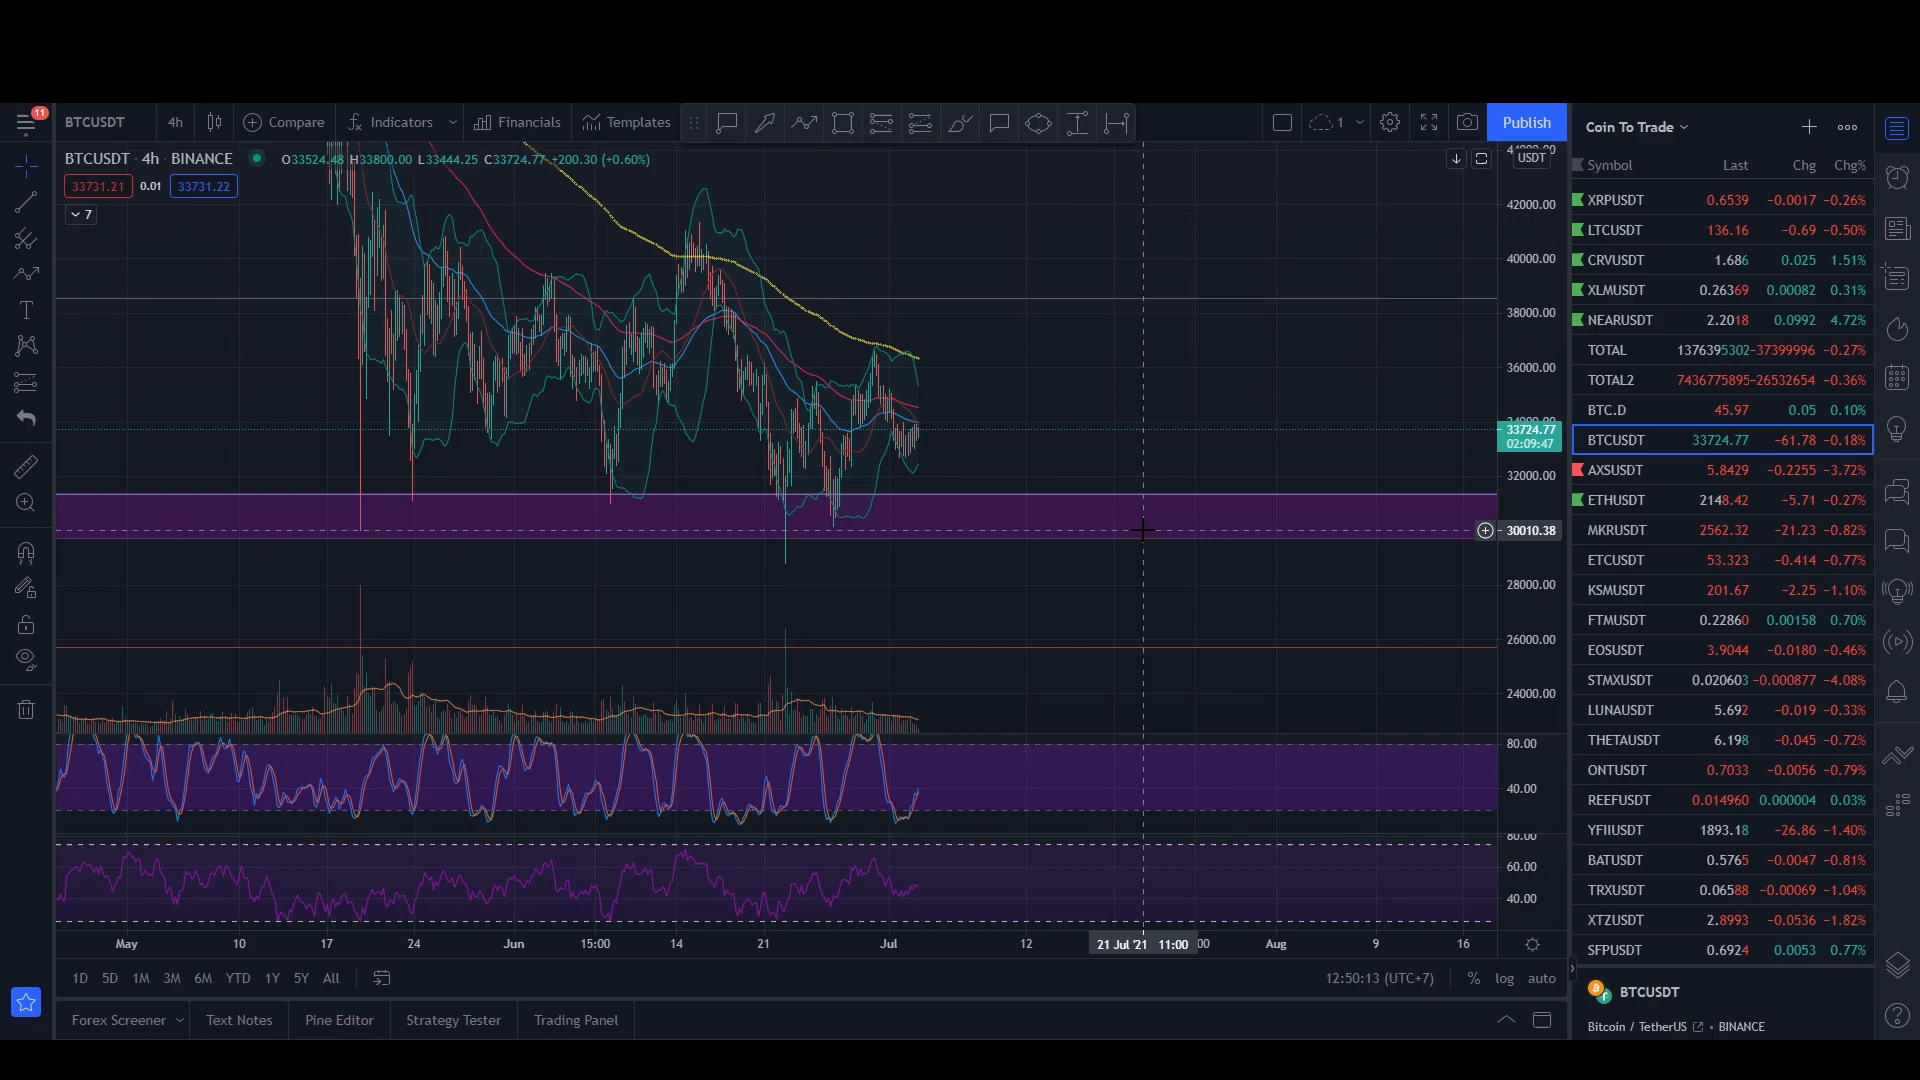 11
BTCUSDT 4h Compare Indicators Financials Templates 1 Publish
BTCUSDT · 4h · BINANCE O33524.48 H33800.00 L33444.25 C33724.77 +200.30 (+0.60%)
33731.21 0.01 33731.22
7
USDT
42000.00
40000.00
38000.00
36000.00
34000.00
33724.77
02:09:47
32000.00
30010.38
28000.00
26000.00
24000.00
80.00
40.00
80.00
60.00
40.00
May 10 17 24 Jun 15:00 14 21 Jul 12 21 Jul '21 11:00 Aug 9 16
1D 5D 1M 3M 6M YTD 1Y 5Y All 12:50:13 (UTC+7) % log auto
Forex Screener Text Notes Pine Editor Strategy Tester Trading Panel
Coin To Trade
Symbol Last Chg Chg%
XRPUSDT 0.6539 −0.0017 −0.26%
LTCUSDT 136.16 −0.69 −0.50%
CRVUSDT 1.686 0.025 1.51%
XLMUSDT 0.26369 0.00082 0.31%
NEARUSDT 2.2018 0.0992 4.72%
TOTAL 1376395302 −37399996 −0.27%
TOTAL2 7436775895 −26532654 −0.36%
BTC.D 45.97 0.05 0.10%
BTCUSDT 33724.77 −61.78 −0.18%
AXSUSDT 5.8429 −0.2255 −3.72%
ETHUSDT 2148.42 −5.71 −0.27%
MKRUSDT 2562.32 −21.23 −0.82%
ETCUSDT 53.323 −0.414 −0.77%
KSMUSDT 201.67 −2.25 −1.10%
FTMUSDT 0.22860 0.00158 0.70%
EOSUSDT 3.9044 −0.0180 −0.46%
STMXUSDT 0.020603 −0.000877 −4.08%
LUNAUSDT 5.692 −0.019 −0.33%
THETAUSDT 6.198 −0.045 −0.72%
ONTUSDT 0.7033 −0.0056 −0.79%
REEFUSDT 0.014960 0.000004 0.03%
YFIIUSDT 1893.18 −26.86 −1.40%
BATUSDT 0.5765 −0.0047 −0.81%
TRXUSDT 0.06588 −0.00069 −1.04%
XTZUSDT 2.8993 −0.0536 −1.82%
SFPUSDT 0.6924 0.0053 0.77%
BTCUSDT
Bitcoin / TetherUS • BINANCE